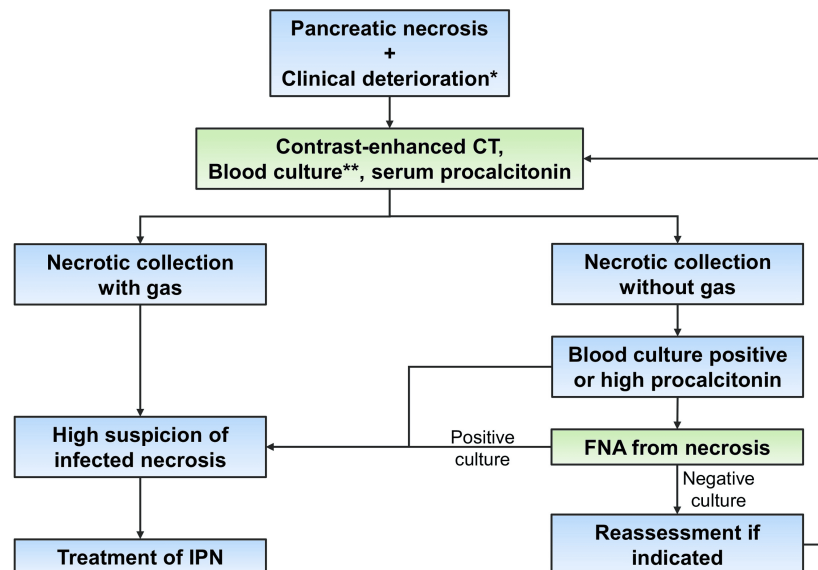 Pancreatic necrosis
+
Clinical deterioration*
Contrast-enhanced CT,
Blood culture**, serum procalcitonin
Necrotic collection
with gas
Necrotic collection
without gas
Blood culture positive
or high procalcitonin
High suspicion of
infected necrosis
Positive
culture
FNA from necrosis
Negative
culture
Treatment of IPN
Reassessment if
indicated